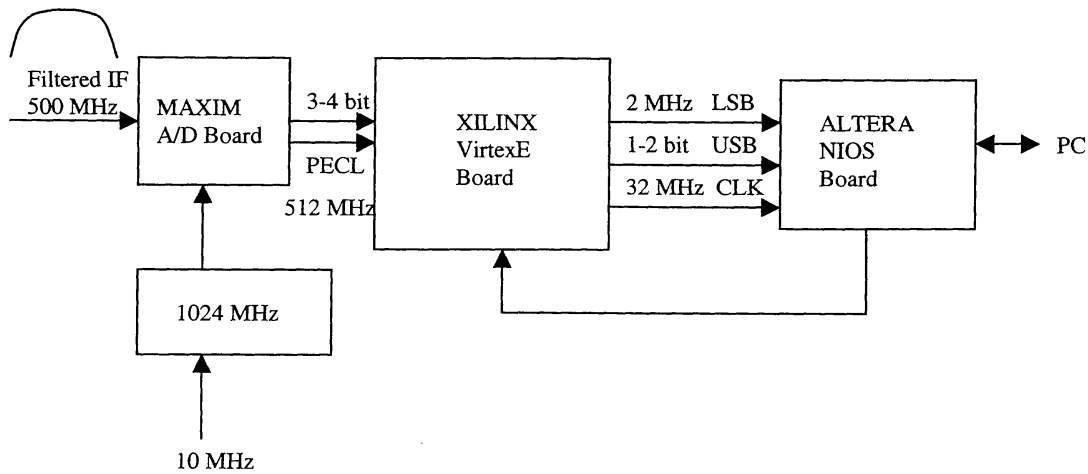 Filtered IF
500 MHz
MAXIM
A/D Board
3-4 bit
PECL
512 MHz
XILINX
VirtexE
Board
2 MHz LSB
1-2 bit USB
32 MHz CLK
ALTERA
NIOS
Board
PC
1024 MHz
10 MHz